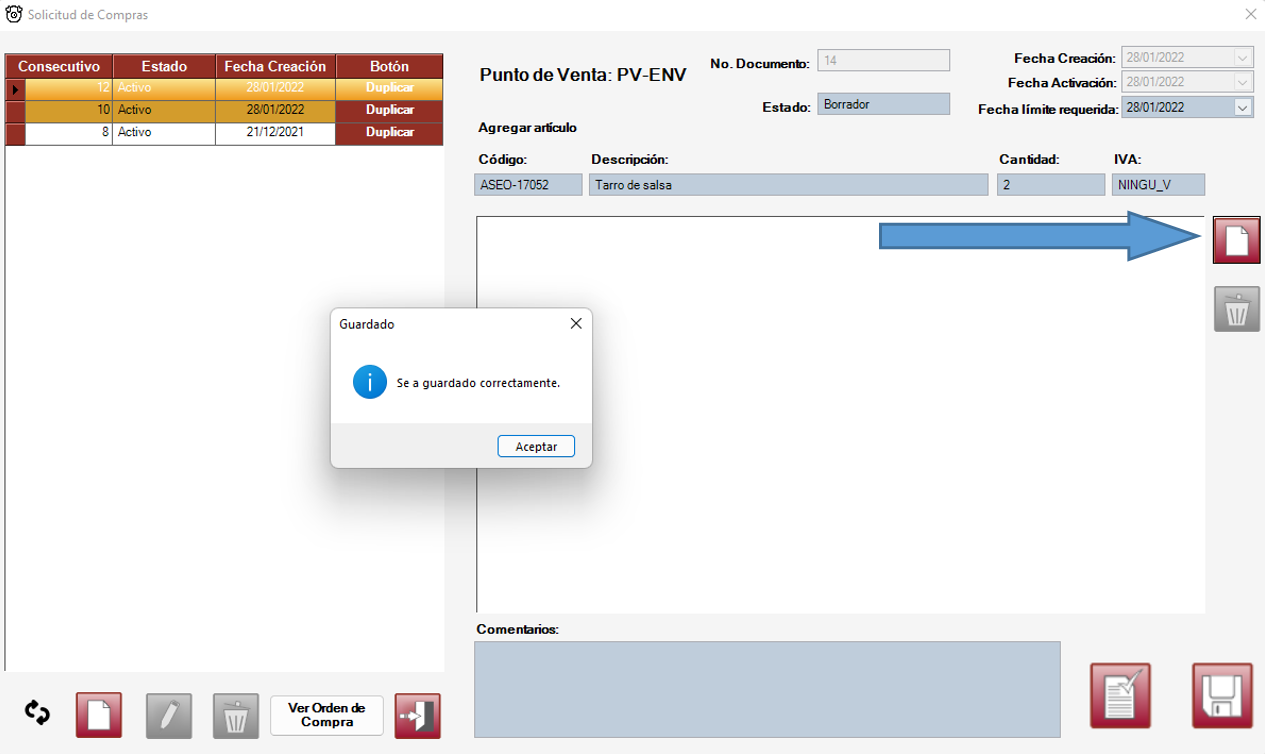 Solicitud de Compras
Consecutivo Estado Fecha Creación Botón
12 Activo 28/01/2022 Duplicar
10 Activo 28/01/2022 Duplicar
8 Activo 21/12/2021 Duplicar
Punto de Venta: PV-ENV
No. Documento: 14
Estado: Borrador
Fecha Creación: 28/01/2022
Fecha Activación: 28/01/2022
Fecha límite requerida: 28/01/2022
Agregar artículo
Código: Descripción: Cantidad: IVA:
ASEO-17052 Tarro de salsa 2 NINGU_V
Guardado
Se a guardado correctamente.
Aceptar
Comentarios:
Ver Orden de
Compra